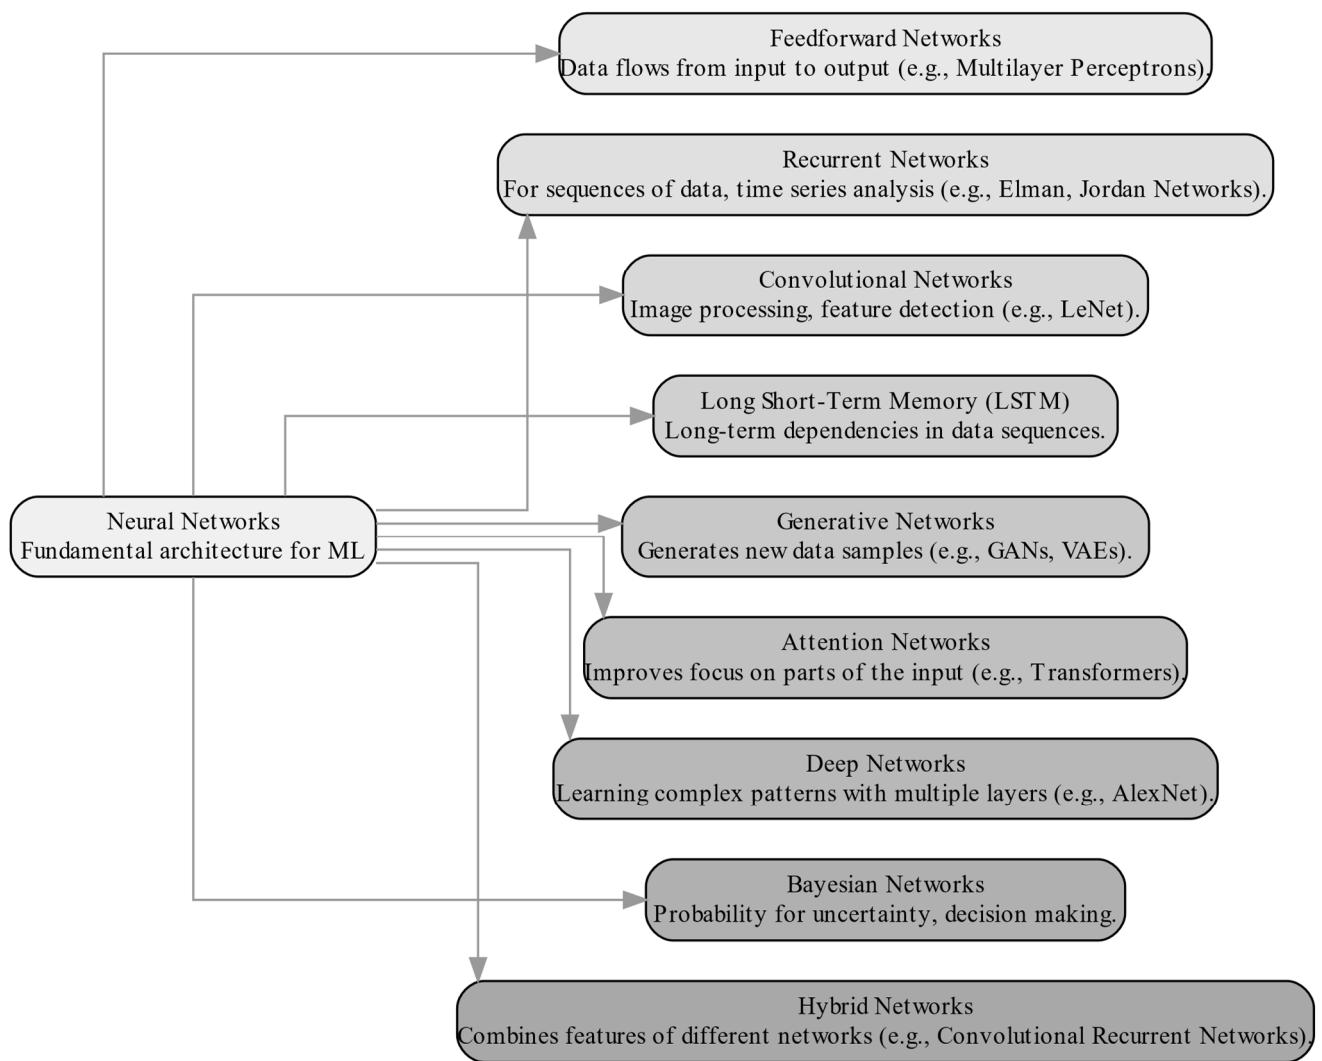 Feedforward Networks
Data flows from input to output (e.g., Multilayer Perceptrons).
Recurrent Networks
For sequences of data, time series analysis (e.g., Elman, Jordan Networks).
Convolutional Networks
Image processing, feature detection (e.g., LeNet).
Long Short-Term Memory (LSTM)
Long-term dependencies in data sequences.
Neural Networks
Fundamental architecture for ML
Generative Networks
Generates new data samples (e.g., GANs, VAEs).
Attention Networks
Improves focus on parts of the input (e.g., Transformers).
Deep Networks
Learning complex patterns with multiple layers (e.g., AlexNet).
Bayesian Networks
Probability for uncertainty, decision making.
Hybrid Networks
Combines features of different networks (e.g., Convolutional Recurrent Networks).